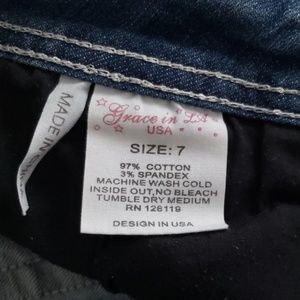 Grace in LA
USA
SIZE: 7
97% COTTON
3% SPANDEX
MACHINE WASH COLD
INSIDE OUT, NO BLEACH
TUMBLE DRY MEDIUM
RN 128119
DESIGN IN USA
MADE IN